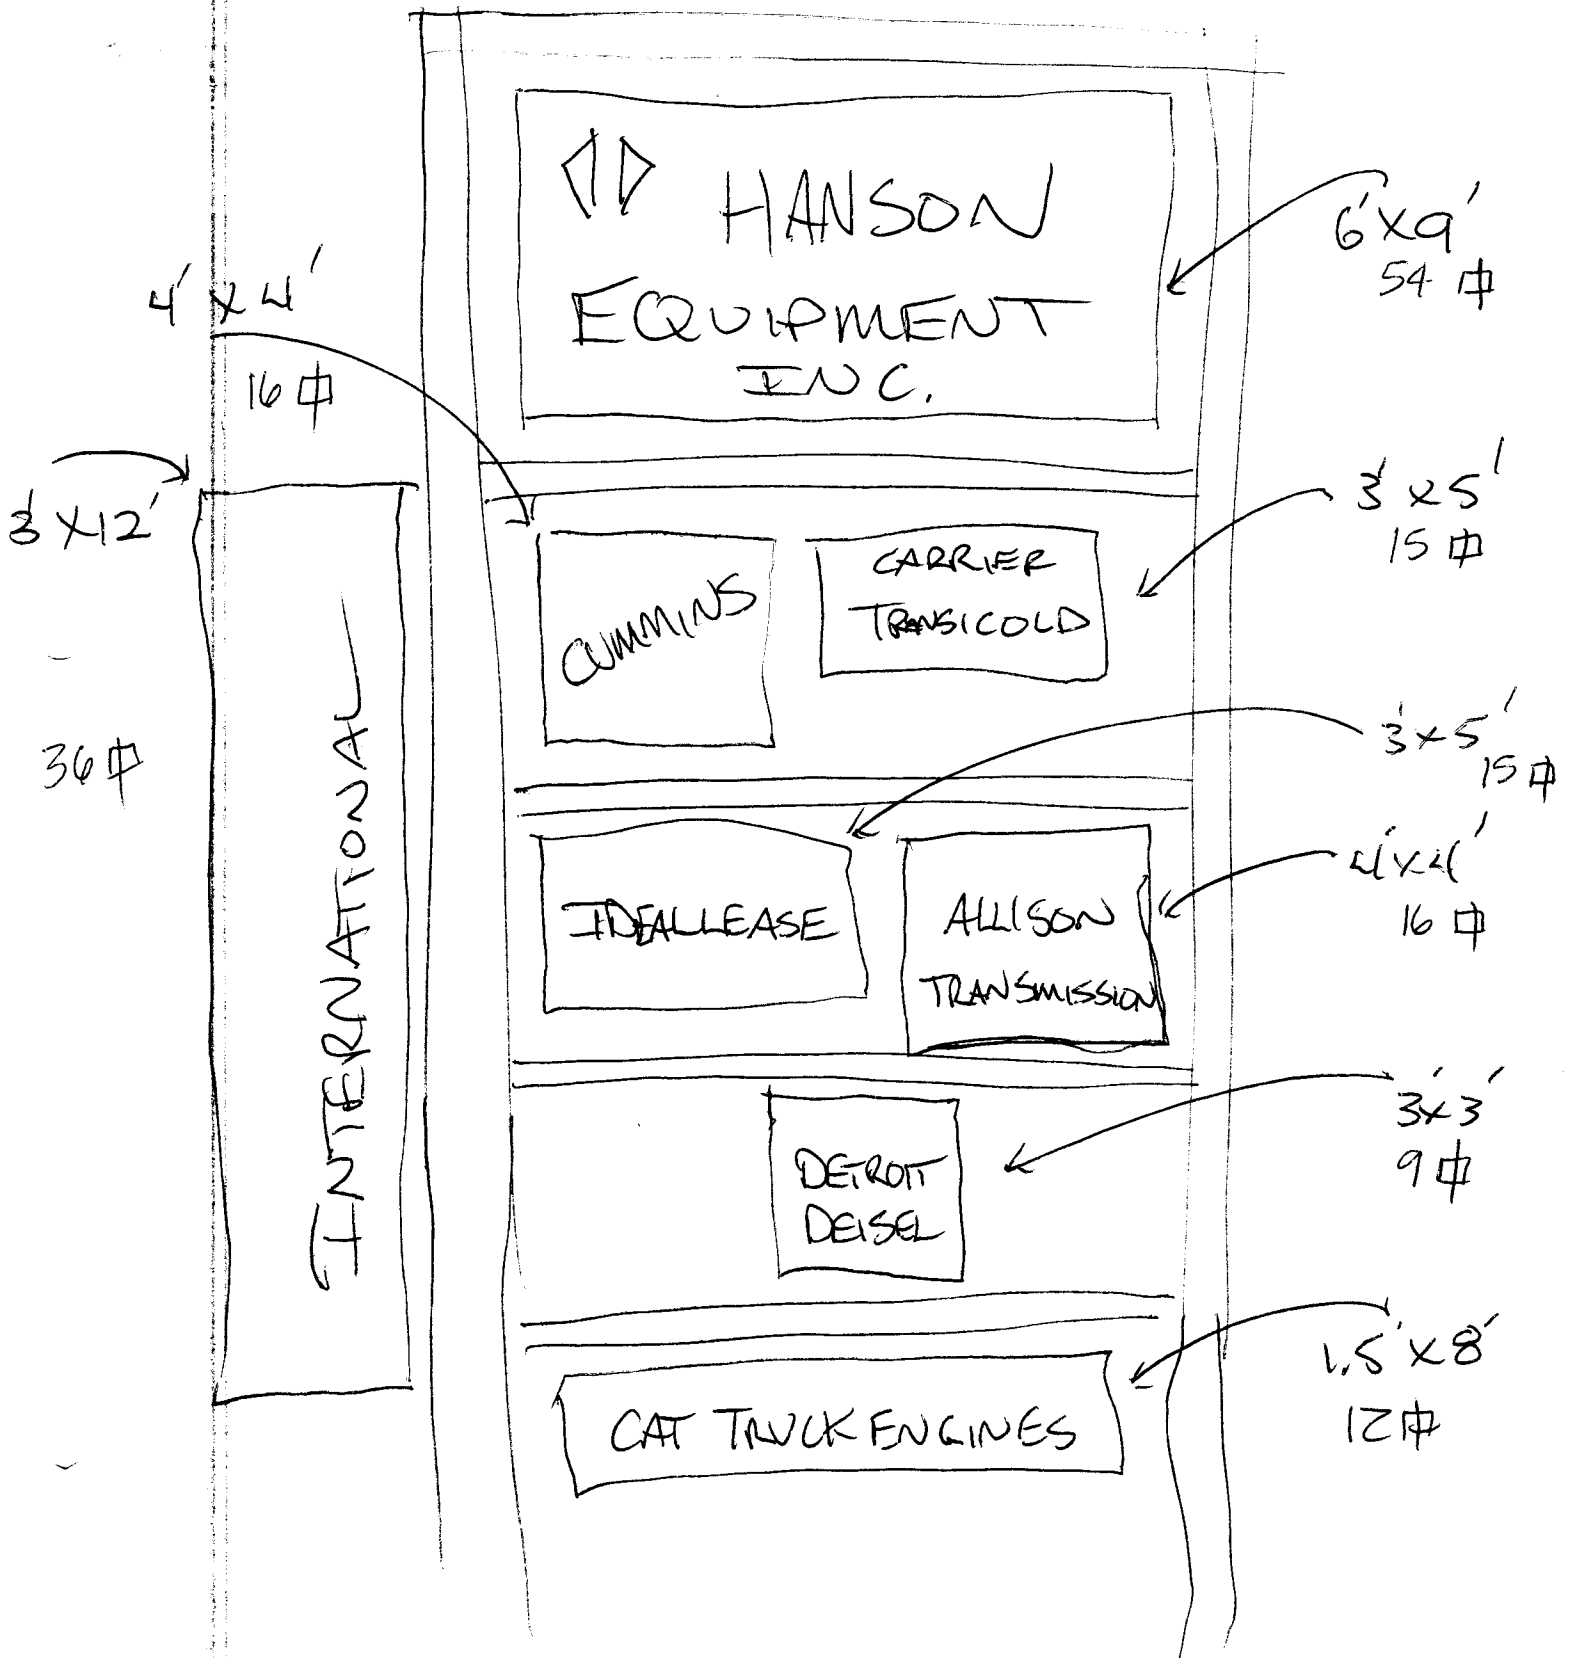 HANSON
EQUIPMENT
INC.
6'x9'
54 ⌷
4' x 4'
16 ⌷
3'x12'
36 ⌷
INTERNATIONAL
CUMMINS
CARRIER
TRANSICOLD
3'x5'
15 ⌷
IDEALLEASE
3'x5'
15 ⌷
ALLISON
TRANSMISSION
4'x4'
16 ⌷
DETROIT
DEISEL
3'x3'
9 ⌷
CAT TRUCK ENGINES
1.5'x8'
12 ⌷